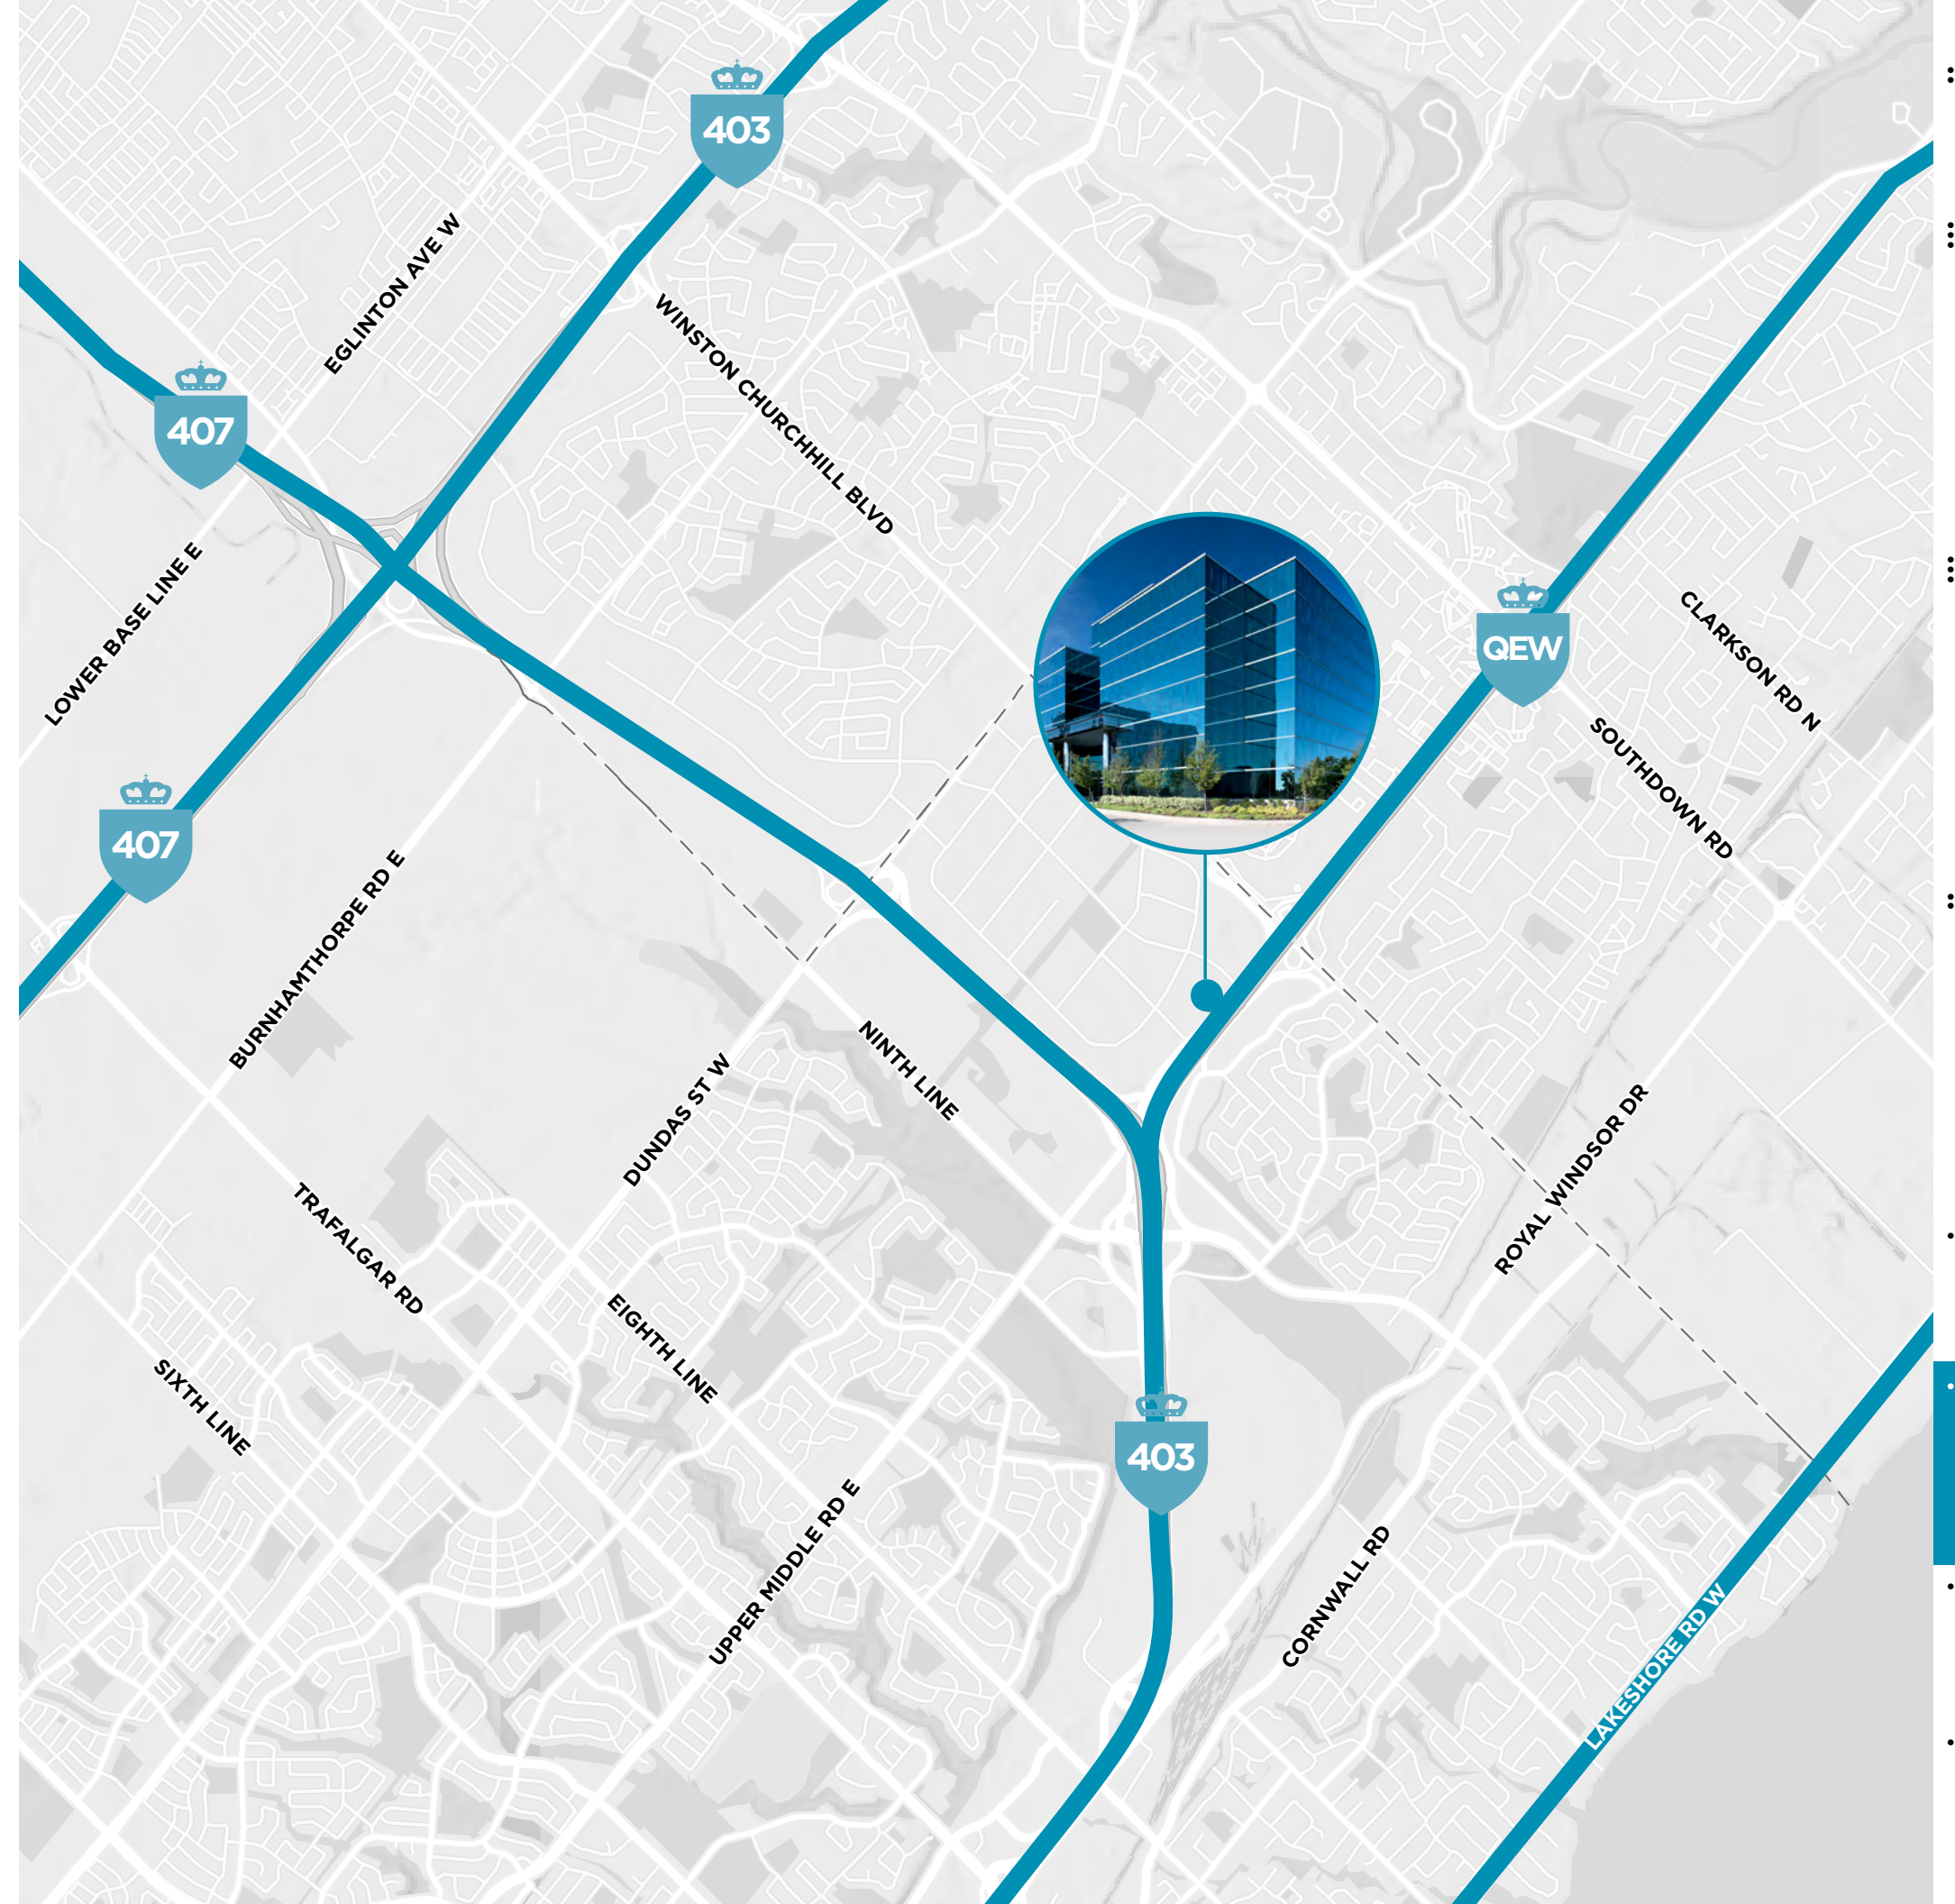 403
EGLINTON AVE W
WINSTON CHURCHHILL BLVD
407
LOWER BASE LINE E
CLARKSON RD N
QEW
SOUTHDOWN RD
407
BURNHAMTHORPE RD E
NINTH LINE
DUNDAS ST W
ROYAL WINDSOR DR
TRAFALGAR RD
EIGHTH LINE
SIXTH LINE
403
UPPER MIDDLE RD E
CORNWALL RD
LAKESHORE RD W